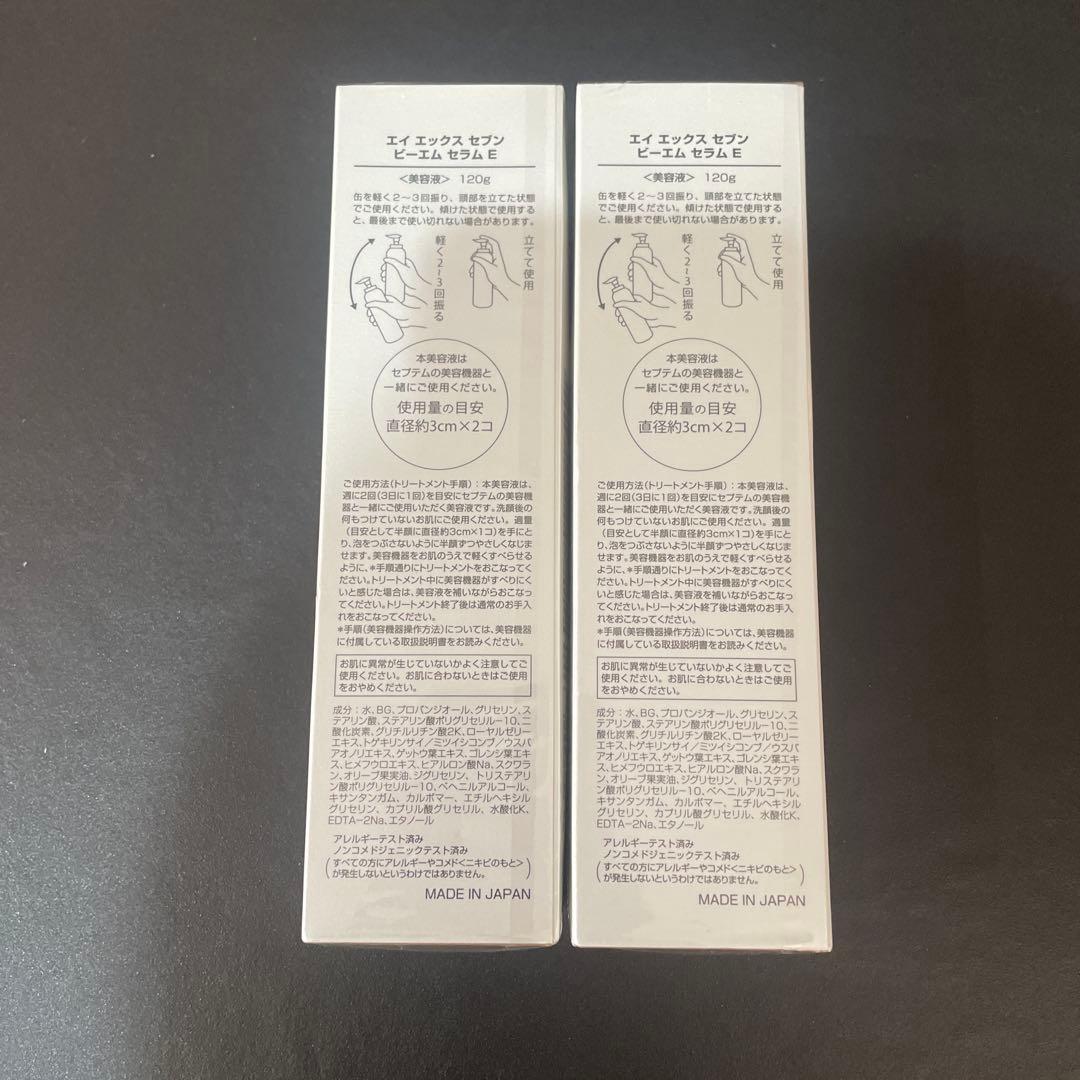 エイ エックス セブン
ビーエム セラム E
＜美容液＞ 120g
缶を軽く2〜3回振り、頭部を立てた状態
でご使用ください。傾けた状態で使用する
と、最後まで使い切れない場合があります。
軽く2〜3回振る
立てて使用
本美容液は
セプテムの美容機器と
一緒にご使用ください。
使用量の目安
直径約3cm×2コ
ご使用方法(トリートメント手順)：本美容液は、
週に2回(3日に1回)を目安にセプテムの美容機
器と一緒にご使用いただく美容液です。洗顔後の
何もつけていないお肌にご使用ください。適量
(目安として半顔に直径約3cm×1コ)を手にと
り、泡をつぶさないように半顔ずつやさしくなじま
せます。美容機器をお肌のうえで軽くすべらせる
ように、＊手順通りにトリートメントをおこなってく
ださい。トリートメント中に美容機器がすべりにく
いと感じた場合は、美容液を補いながらおこなっ
てください。トリートメント終了後は通常のお手入
れをおこなってください。
＊手順(美容機器操作方法)については、美容機器
に付属している取扱説明書をお読みください。
お肌に異常が生じていないかよく注意してご
使用ください。お肌に合わないときはご使用
をおやめください。
成分：水、BG、プロパンジオール、グリセリン、ス
テアリン酸、ステアリン酸ポリグリセリル-10、二
酸化炭素、グリチルリチン酸2K、ローヤルゼリー
エキス、トゲキリンサイ／ミツイシコンブ／ウスバ
アオノリエキス、ゲットウ葉エキス、ゴレンシ葉エキ
ス、ヒメフウロエキス、ヒアルロン酸Na、スクワラ
ン、オリーブ果実油、ジグリセリン、トリステアリ
ン酸ポリグリセリル-10、ベヘニルアルコール、
キサンタンガム、カルボマー、エチルヘキシル
グリセリン、カプリル酸グリセリル、水酸化K、
EDTA-2Na、エタノール
アレルギーテスト済み
ノンコメドジェニックテスト済み
(すべての方にアレルギーやコメド＜ニキビのもと＞
が発生しないというわけではありません。)
MADE IN JAPAN
エイ エックス セブン
ビーエム セラム E
＜美容液＞ 120g
缶を軽く2〜3回振り、頭部を立てた状態
でご使用ください。傾けた状態で使用する
と、最後まで使い切れない場合があります。
軽く2〜3回振る
立てて使用
本美容液は
セプテムの美容機器と
一緒にご使用ください。
使用量の目安
直径約3cm×2コ
ご使用方法(トリートメント手順)：本美容液は、
週に2回(3日に1回)を目安にセプテムの美容機
器と一緒にご使用いただく美容液です。洗顔後の
何もつけていないお肌にご使用ください。適量
(目安として半顔に直径約3cm×1コ)を手にと
り、泡をつぶさないように半顔ずつやさしくなじま
せます。美容機器をお肌のうえで軽くすべらせる
ように、＊手順通りにトリートメントをおこなってく
ださい。トリートメント中に美容機器がすべりにく
いと感じた場合は、美容液を補いながらおこなっ
てください。トリートメント終了後は通常のお手入
れをおこなってください。
＊手順(美容機器操作方法)については、美容機器
に付属している取扱説明書をお読みください。
お肌に異常が生じていないかよく注意してご
使用ください。お肌に合わないときはご使用
をおやめください。
成分：水、BG、プロパンジオール、グリセリン、ス
テアリン酸、ステアリン酸ポリグリセリル-10、二
酸化炭素、グリチルリチン酸2K、ローヤルゼリー
エキス、トゲキリンサイ／ミツイシコンブ／ウスバ
アオノリエキス、ゲットウ葉エキス、ゴレンシ葉エキ
ス、ヒメフウロエキス、ヒアルロン酸Na、スクワラ
ン、オリーブ果実油、ジグリセリン、トリステアリ
ン酸ポリグリセリル-10、ベヘニルアルコール、
キサンタンガム、カルボマー、エチルヘキシル
グリセリン、カプリル酸グリセリル、水酸化K、
EDTA-2Na、エタノール
アレルギーテスト済み
ノンコメドジェニックテスト済み
(すべての方にアレルギーやコメド＜ニキビのもと＞
が発生しないというわけではありません。)
MADE IN JAPAN